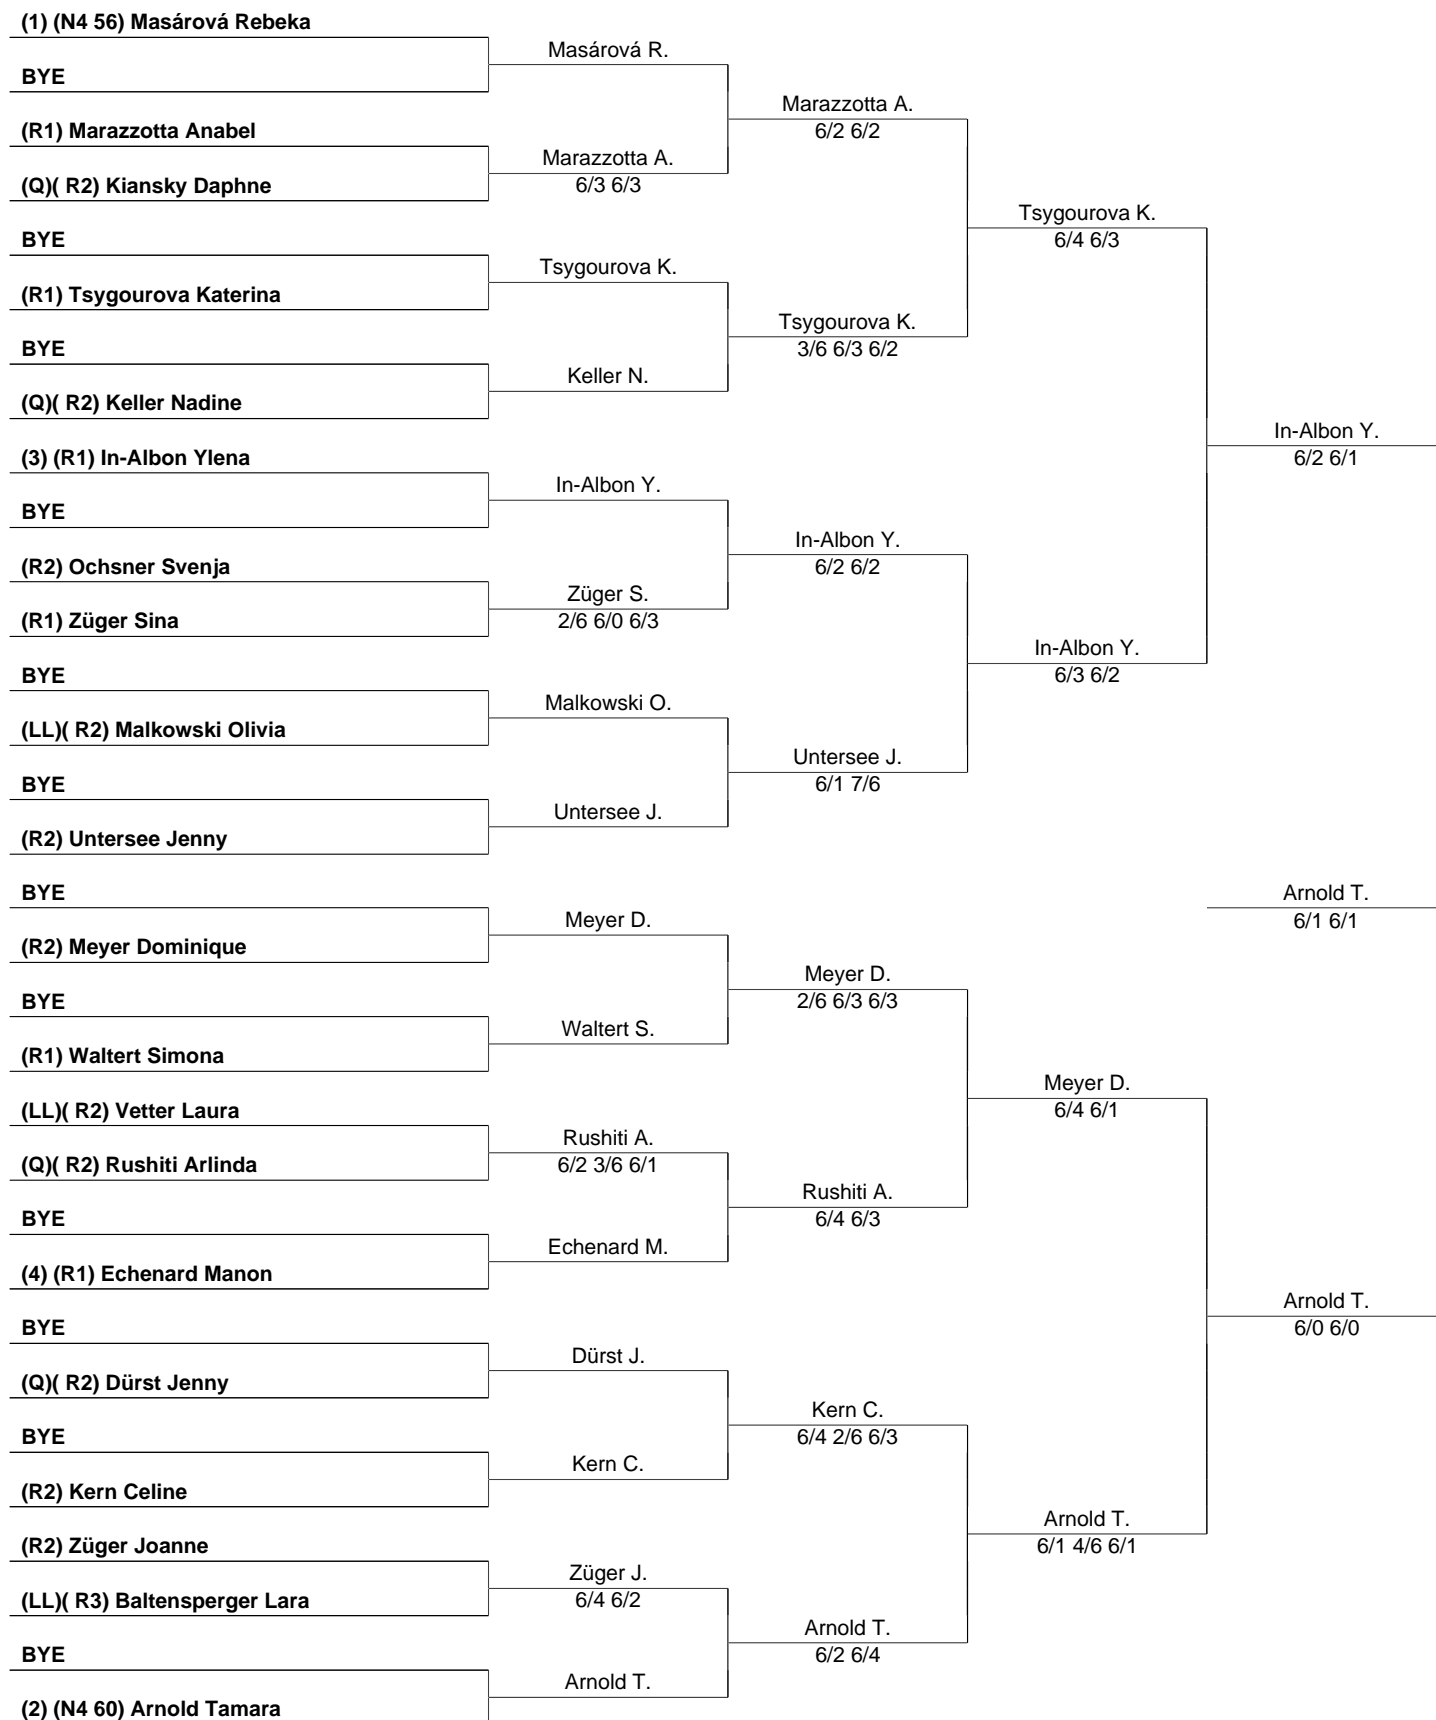 (1) (N4 56) Masárová Rebeka
Masárová R.
BYE
Marazzotta A.
6/2 6/2
(R1) Marazzotta Anabel
Marazzotta A.
6/3 6/3
(Q)( R2) Kiansky Daphne
Tsygourova K.
6/4 6/3
BYE
Tsygourova K.
(R1) Tsygourova Katerina
Tsygourova K.
3/6 6/3 6/2
BYE
Keller N.
(Q)( R2) Keller Nadine
In-Albon Y.
6/2 6/1
(3) (R1) In-Albon Ylena
In-Albon Y.
BYE
In-Albon Y.
6/2 6/2
(R2) Ochsner Svenja
Züger S.
2/6 6/0 6/3
(R1) Züger Sina
In-Albon Y.
6/3 6/2
BYE
Malkowski O.
(LL)( R2) Malkowski Olivia
Untersee J.
6/1 7/6
BYE
Untersee J.
(R2) Untersee Jenny
BYE
Arnold T.
6/1 6/1
Meyer D.
(R2) Meyer Dominique
Meyer D.
2/6 6/3 6/3
BYE
Waltert S.
(R1) Waltert Simona
Meyer D.
6/4 6/1
(LL)( R2) Vetter Laura
Rushiti A.
6/2 3/6 6/1
(Q)( R2) Rushiti Arlinda
Rushiti A.
6/4 6/3
BYE
Echenard M.
(4) (R1) Echenard Manon
Arnold T.
6/0 6/0
BYE
Dürst J.
(Q)( R2) Dürst Jenny
Kern C.
6/4 2/6 6/3
BYE
Kern C.
(R2) Kern Celine
Arnold T.
6/1 4/6 6/1
(R2) Züger Joanne
Züger J.
6/4 6/2
(LL)( R3) Baltensperger Lara
Arnold T.
6/2 6/4
BYE
Arnold T.
(2) (N4 60) Arnold Tamara